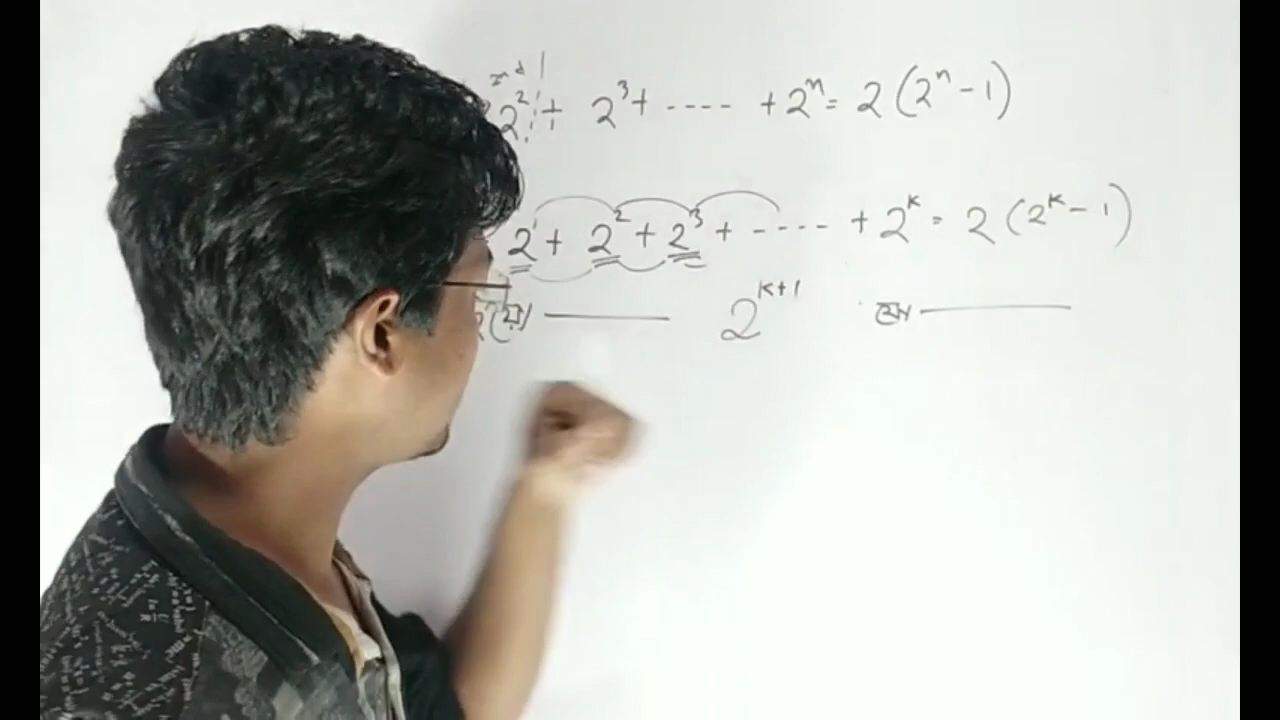 2² + 2³ + ---- + 2ⁿ = 2(2ⁿ - 1)
2¹ + 2² + 2³ + ---- + 2ᵏ = 2(2ᵏ - 1)
2ᵏ⁺¹